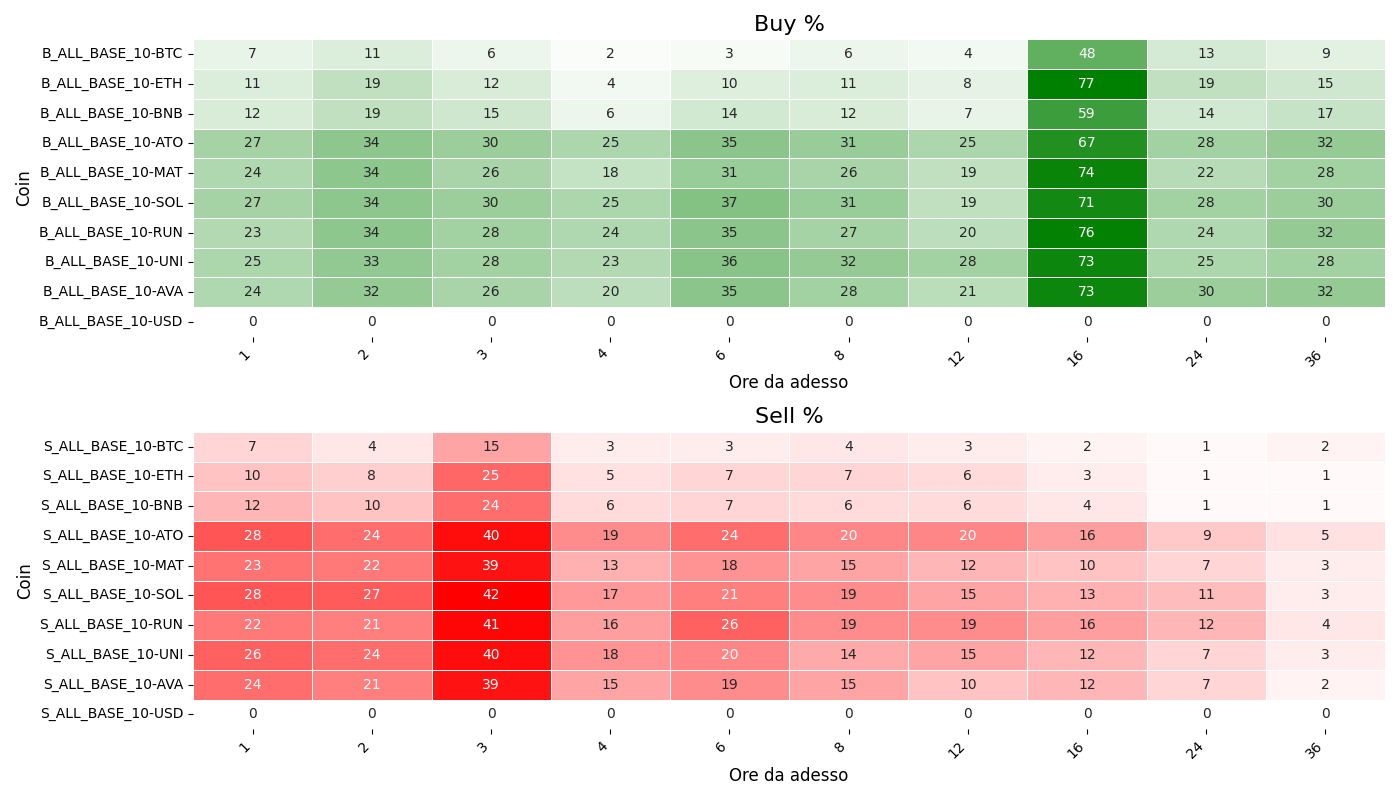 Buy %
Coin
B_ALL_BASE_10-BTC 7 11 6 2 3 6 4 48 13 9
B_ALL_BASE_10-ETH 11 19 12 4 10 11 8 77 19 15
B_ALL_BASE_10-BNB 12 19 15 6 14 12 7 59 14 17
B_ALL_BASE_10-ATO 27 34 30 25 35 31 25 67 28 32
B_ALL_BASE_10-MAT 24 34 26 18 31 26 19 74 22 28
B_ALL_BASE_10-SOL 27 34 30 25 37 31 19 71 28 30
B_ALL_BASE_10-RUN 23 34 28 24 35 27 20 76 24 32
B_ALL_BASE_10-UNI 25 33 28 23 36 32 28 73 25 28
B_ALL_BASE_10-AVA 24 32 26 20 35 28 21 73 30 32
B_ALL_BASE_10-USD 0 0 0 0 0 0 0 0 0 0
1 2 3 4 6 8 12 16 24 36
Ore da adesso
Sell %
Coin
S_ALL_BASE_10-BTC 7 4 15 3 3 4 3 2 1 2
S_ALL_BASE_10-ETH 10 8 25 5 7 7 6 3 1 1
S_ALL_BASE_10-BNB 12 10 24 6 7 6 6 4 1 1
S_ALL_BASE_10-ATO 28 24 40 19 24 20 20 16 9 5
S_ALL_BASE_10-MAT 23 22 39 13 18 15 12 10 7 3
S_ALL_BASE_10-SOL 28 27 42 17 21 19 15 13 11 3
S_ALL_BASE_10-RUN 22 21 41 16 26 19 19 16 12 4
S_ALL_BASE_10-UNI 26 24 40 18 20 14 15 12 7 3
S_ALL_BASE_10-AVA 24 21 39 15 19 15 10 12 7 2
S_ALL_BASE_10-USD 0 0 0 0 0 0 0 0 0 0
1 2 3 4 6 8 12 16 24 36
Ore da adesso